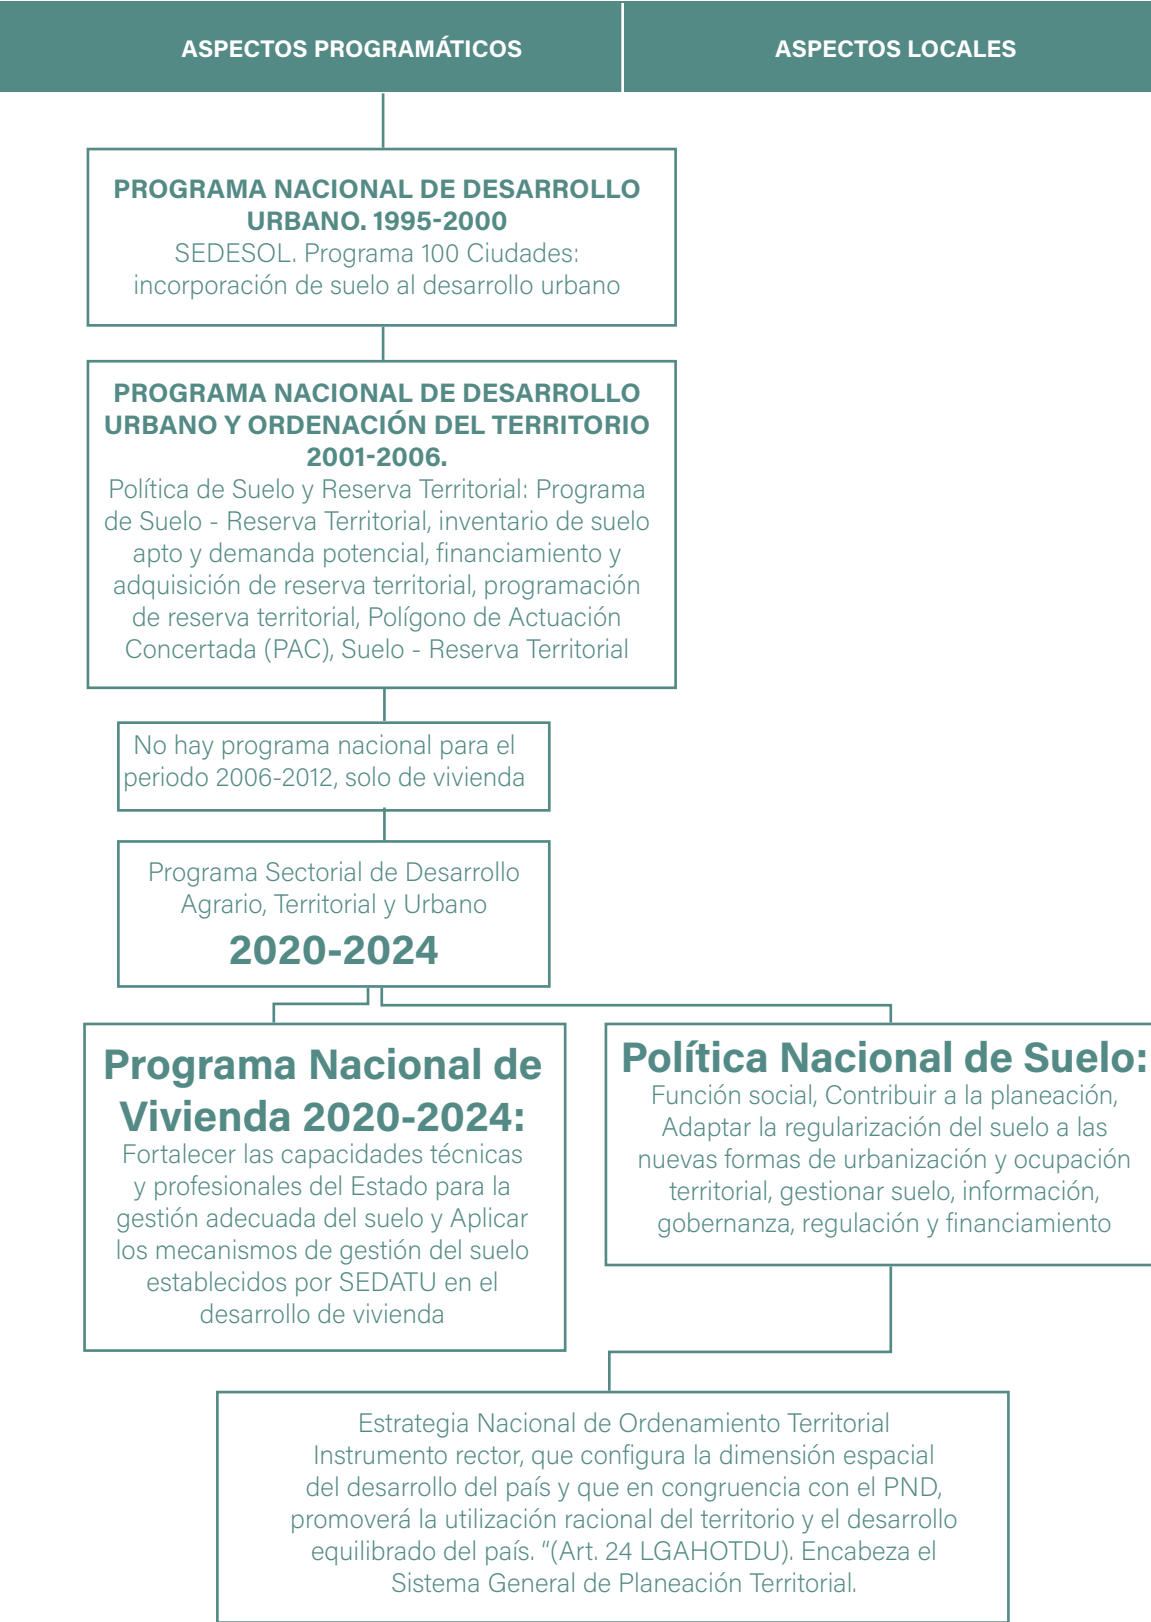 ASPECTOS PROGRAMÁTICOS
ASPECTOS LOCALES
PROGRAMA NACIONAL DE DESARROLLO
URBANO. 1995-2000
SEDESOL. Programa 100 Ciudades:
incorporación de suelo al desarrollo urbano
PROGRAMA NACIONAL DE DESARROLLO
URBANO Y ORDENACIÓN DEL TERRITORIO
2001-2006.
Política de Suelo y Reserva Territorial: Programa
de Suelo - Reserva Territorial, inventario de suelo
apto y demanda potencial, financiamiento y
adquisición de reserva territorial, programación
de reserva territorial, Polígono de Actuación
Concertada (PAC), Suelo - Reserva Territorial
No hay programa nacional para el
periodo 2006-2012, solo de vivienda
Programa Sectorial de Desarrollo
Agrario, Territorial y Urbano
2020-2024
Programa Nacional de
Vivienda 2020-2024:
Fortalecer las capacidades técnicas
y profesionales del Estado para la
gestión adecuada del suelo y Aplicar
los mecanismos de gestión del suelo
establecidos por SEDATU en el
desarrollo de vivienda
Política Nacional de Suelo:
Función social, Contribuir a la planeación,
Adaptar la regularización del suelo a las
nuevas formas de urbanización y ocupación
territorial, gestionar suelo, información,
gobernanza, regulación y financiamiento
Estrategia Nacional de Ordenamiento Territorial
Instrumento rector, que configura la dimensión espacial
del desarrollo del país y que en congruencia con el PND,
promoverá la utilización racional del territorio y el desarrollo
equilibrado del país. “(Art. 24 LGAHOTDU). Encabeza el
Sistema General de Planeación Territorial.